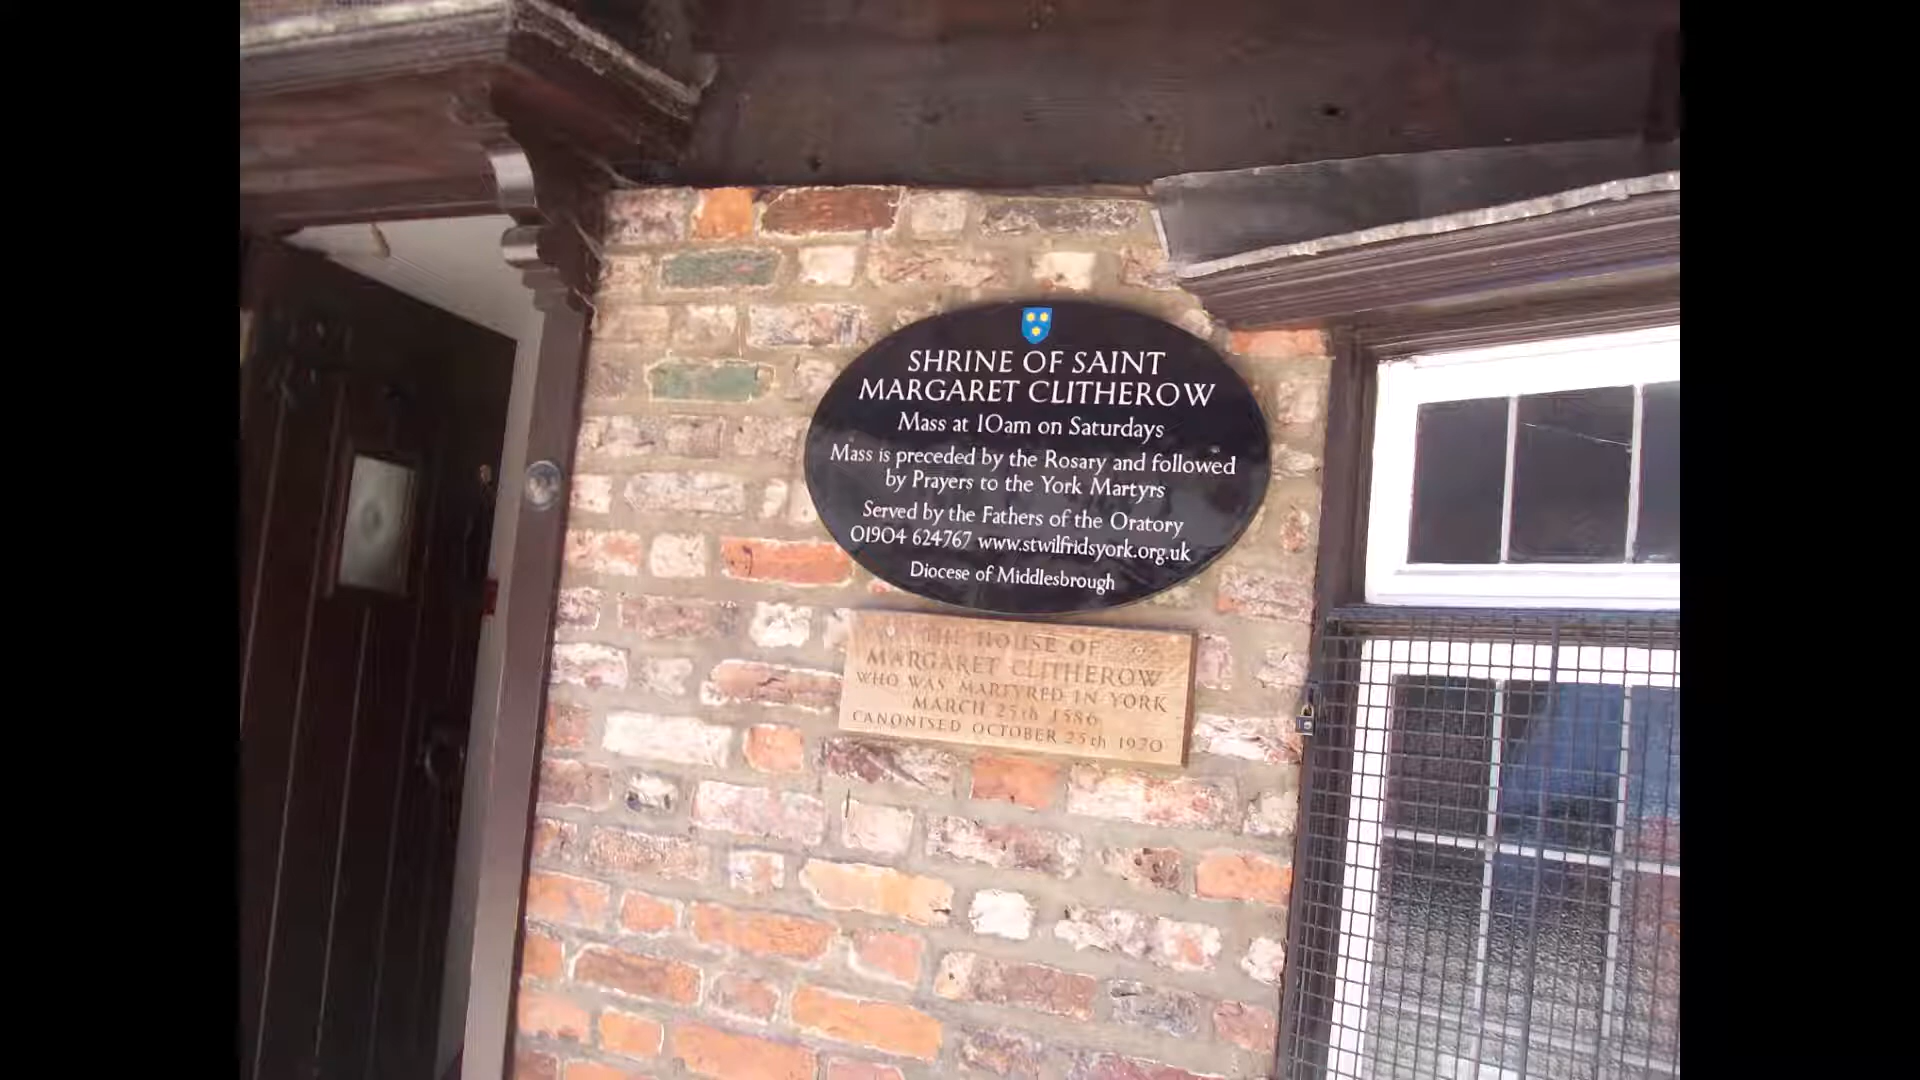 SHRINE OF SAINT
MARGARET CLITHEROW
Mass at 10am on Saturdays
Mass is preceded by the Rosary and followed
by Prayers to the York Martyrs
Served by the Fathers of the Oratory
01904 624767 www.stwilfridsyork.org.uk
Diocese of Middlesbrough
THE HOUSE OF
MARGARET CLITHEROW
WHO WAS MARTYRED IN YORK
MARCH 25th 1586
CANONISED OCTOBER 25th 1970